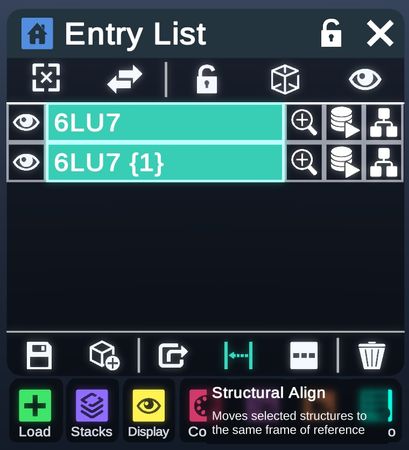 Entry List
6LU7
6LU7 {1}
Structural Align
Moves selected structures to
the same frame of reference
Load
Stacks
Display
Co
o